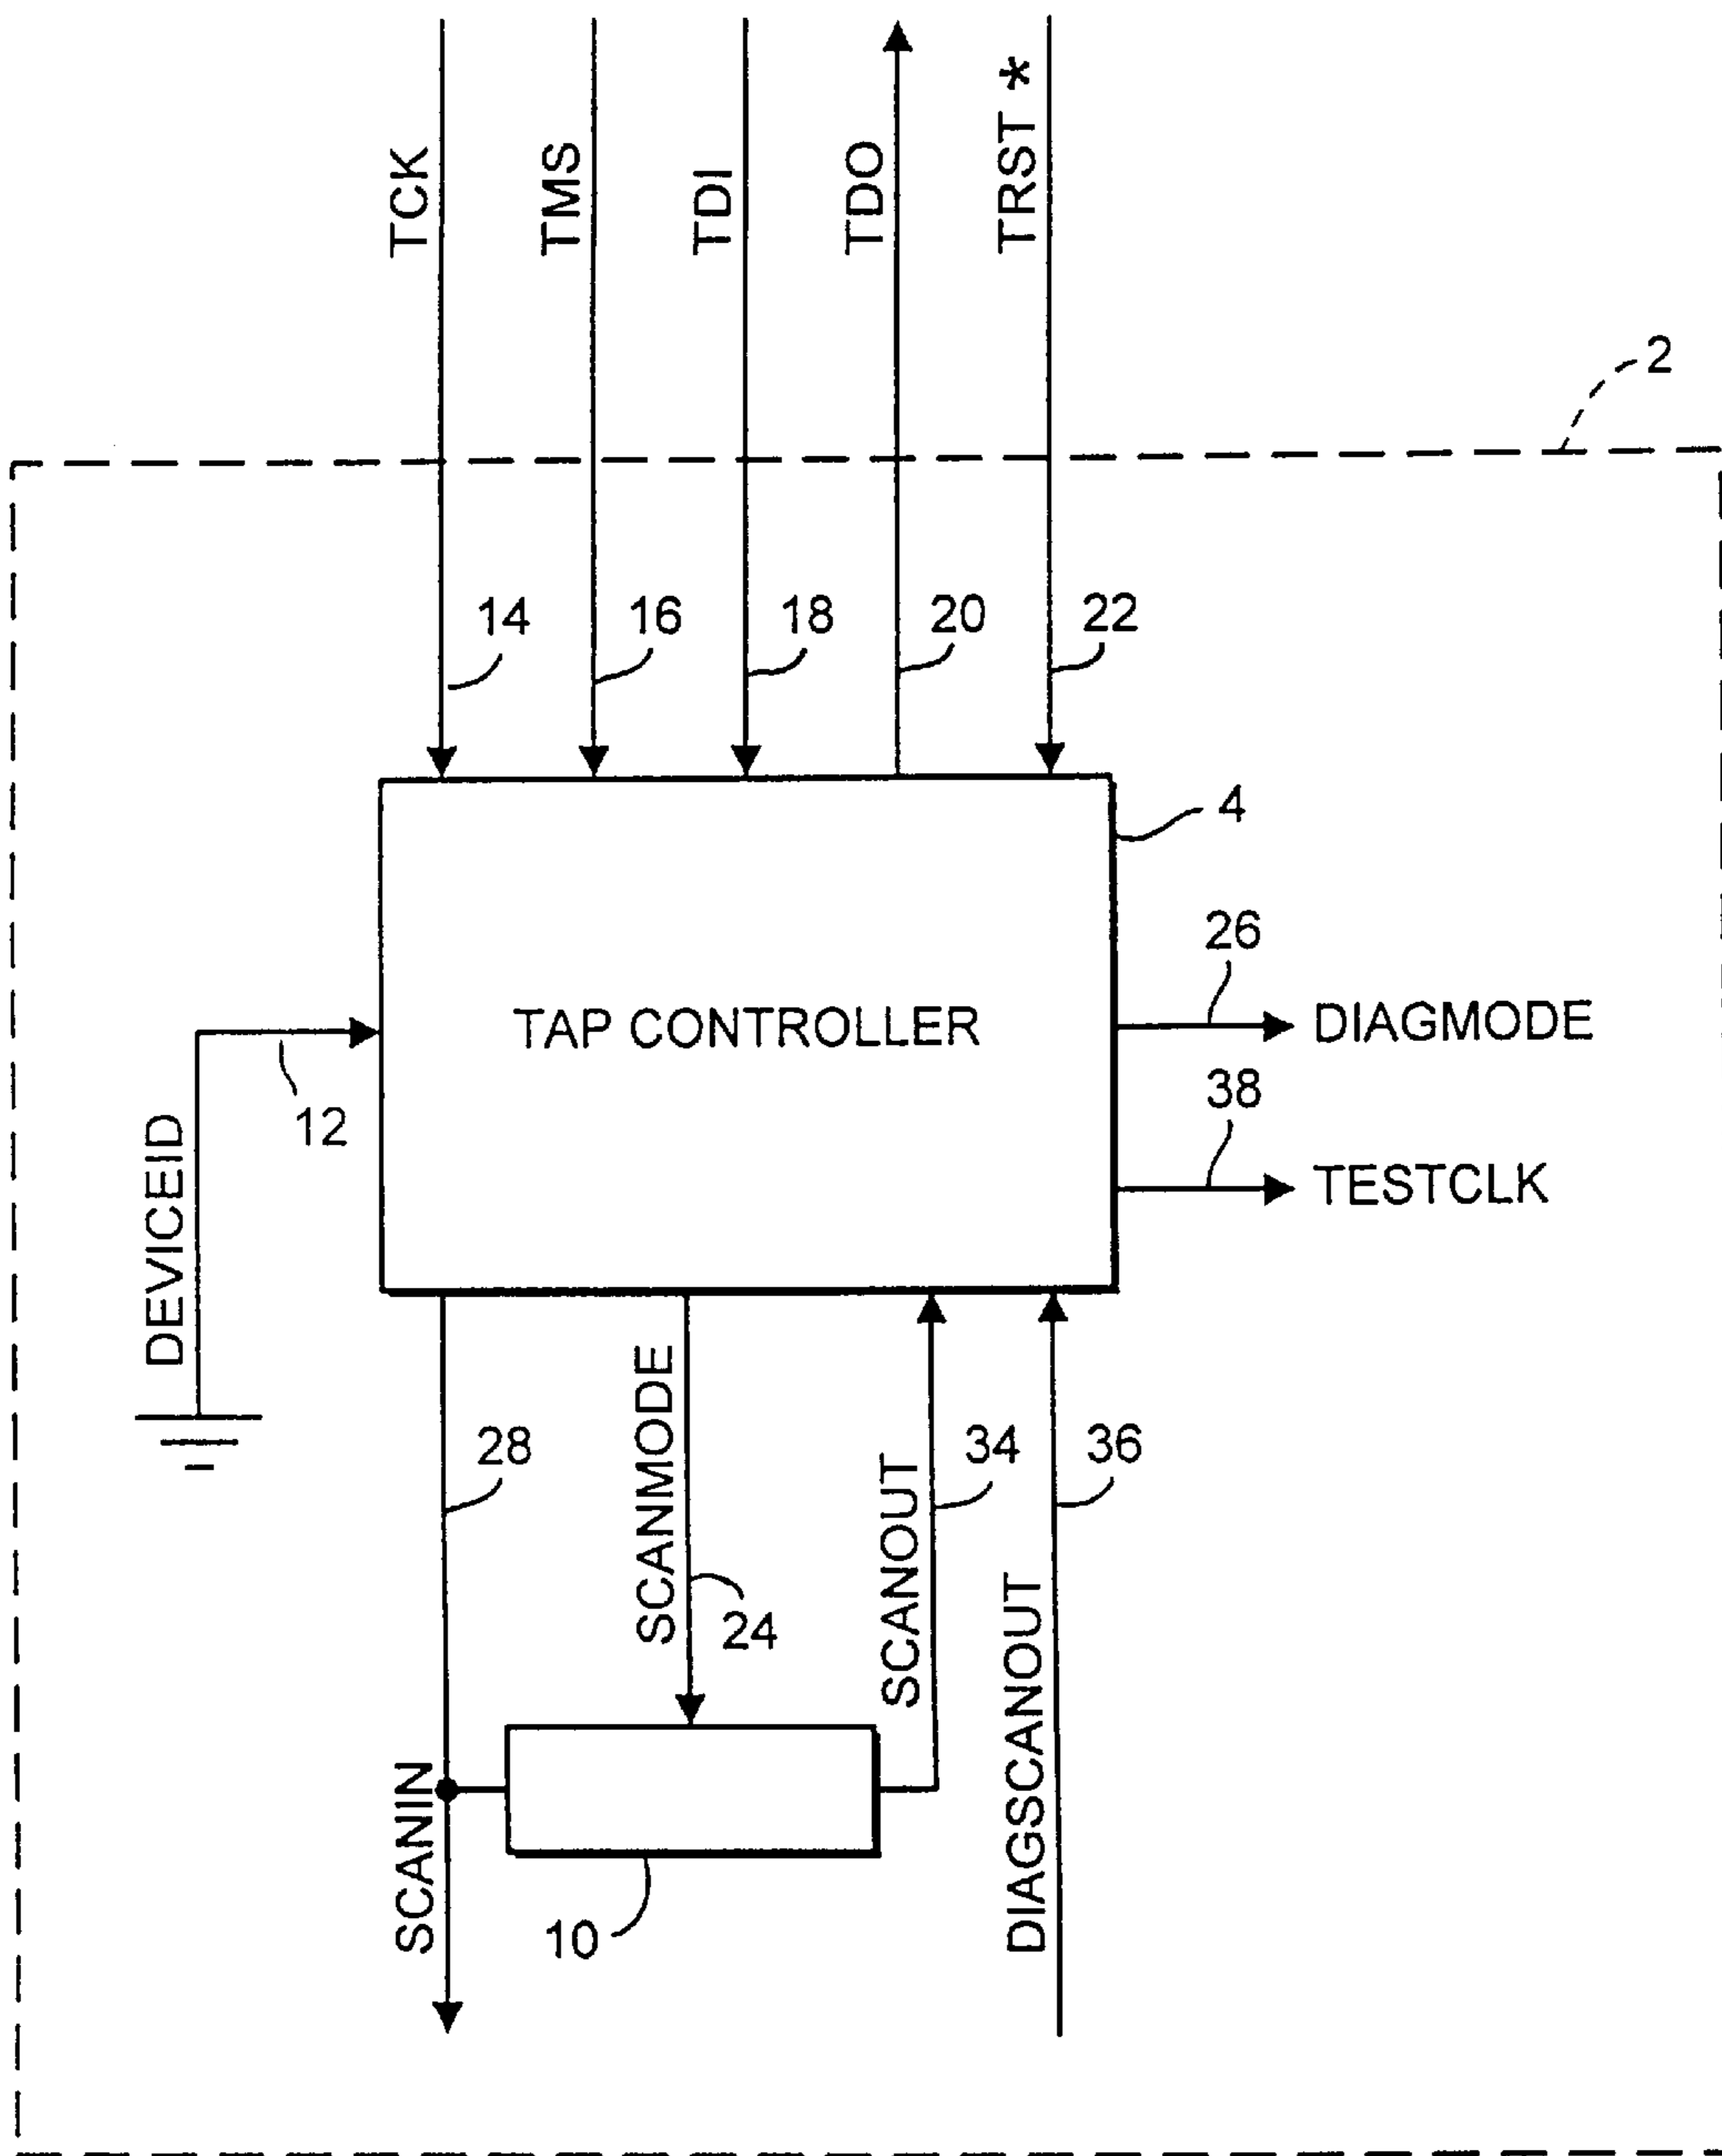 TCK
TMS
TDI
TDO
TRST *
2
14
16
18
20
22
4
TAP CONTROLLER
26
DIAGMODE
12
38
TESTCLK
DEVICEID
28
SCANMODE
24
SCANOUT
34
36
DIAGSCANOUT
SCANIN
10